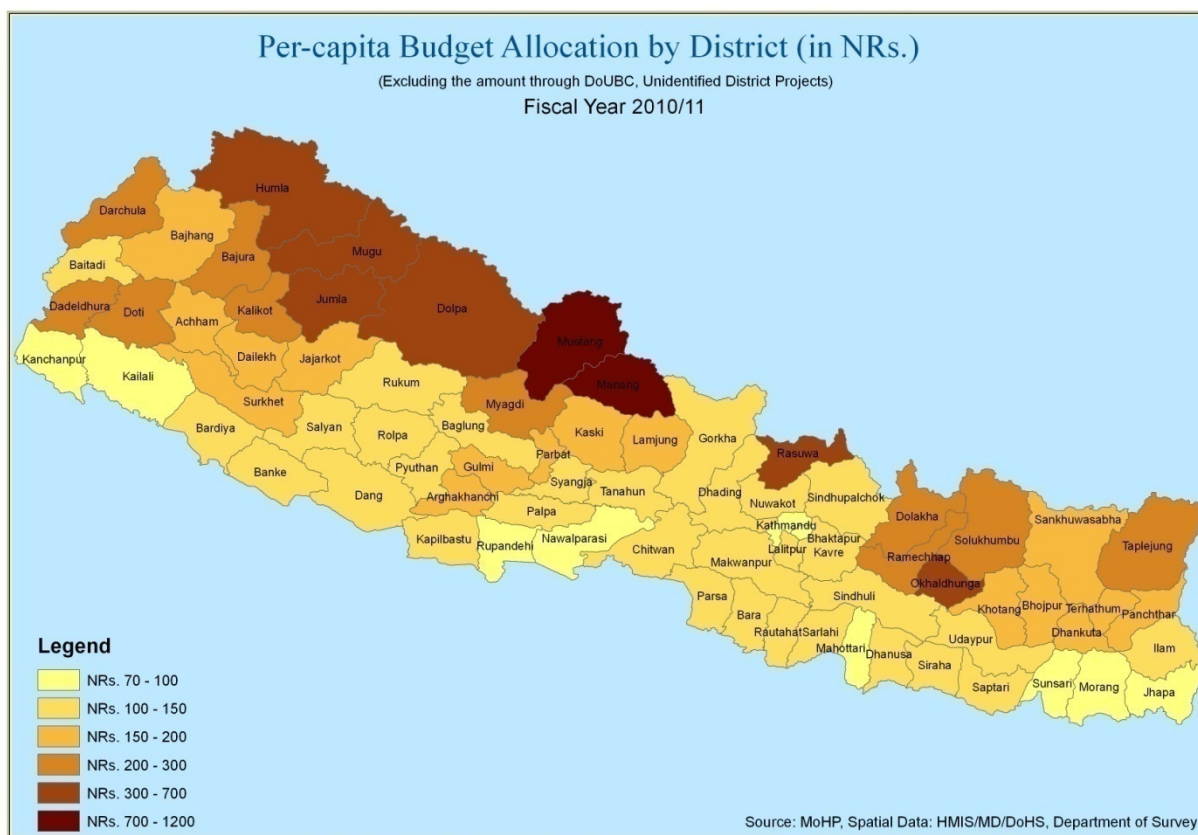 Per-capita Budget Allocation by District (in NRs.)
(Excluding the amount through DoUBC, Unidentified District Projects)
Fiscal Year 2010/11
Humla
Darchula
Bajhang
Mugu
Bajura
Baitadi
Jumla
Dolpa
Dadeldhura
Doti
Kalikot
Achham
Mustang
Kanchanpur
Dailekh
Jajarkot
Kailali
Rukum
Manang
Surkhet
Myagdi
Bardiya
Salyan
Rolpa
Baglung
Kaski
Lamjung
Gorkha
Parbat
Rasuwa
Banke
Pyuthan
Gulmi
Syangja
Dang
Arghakhanchi
Tanahun
Dhading
Nuwakot
Sindhupalchok
Palpa
Kapilbastu
Rupandehi
Nawalparasi
Kathmandu
Dolakha
Sankhuwasabha
Solukhumbu
Taplejung
Chitwan
Lalitpur
Bhaktapur
Kavre
Makwanpur
Ramechhap
Okhaldhunga
Parsa
Bara
Sindhuli
Khotang
Bhojpur
Terhathum
Panchthar
Rautahat
Sarlahi
Mahottari
Dhanusa
Udaypur
Dhankuta
Ilam
Siraha
Saptari
Sunsari
Morang
Jhapa
Legend
NRs. 70 - 100
NRs. 100 - 150
NRs. 150 - 200
NRs. 200 - 300
NRs. 300 - 700
NRs. 700 - 1200
Source: MoHP, Spatial Data: HMIS/MD/DoHS, Department of Survey